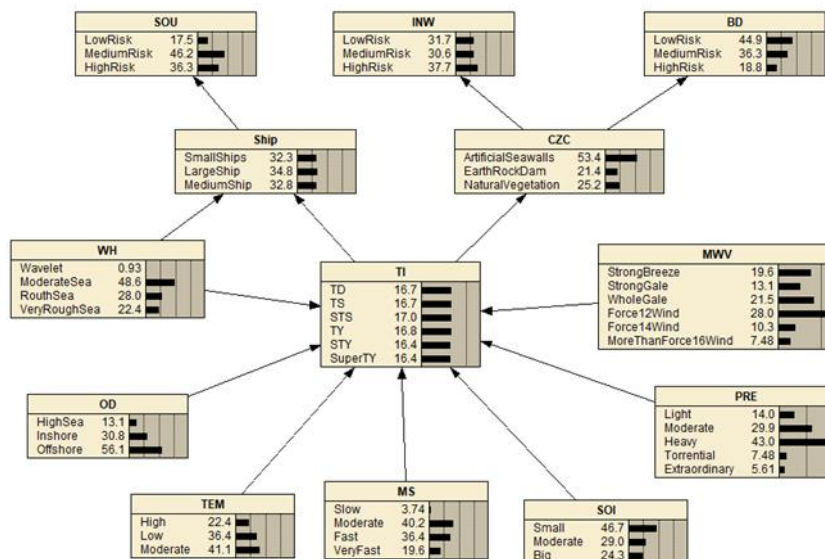 SOU
LowRisk 17.5
MediumRisk 46.2
HighRisk 36.3
INW
LowRisk 31.7
MediumRisk 30.6
HighRisk 37.7
BD
LowRisk 44.9
MediumRisk 36.3
HighRisk 18.8
Ship
SmallShips 32.3
LargeShip 34.8
MediumShip 32.8
CZC
ArtificialSeawalls 53.4
EarthRockDam 21.4
NaturalVegetation 25.2
WH
Wavelet 0.93
ModerateSea 48.6
RouthSea 28.0
VeryRoughSea 22.4
TI
TD 16.7
TS 16.7
STS 17.0
TY 16.8
STY 16.4
SuperTY 16.4
MWV
StrongBreeze 19.6
StrongGale 13.1
WholeGale 21.5
Force12Wind 28.0
Force14Wind 10.3
MoreThanForce16Wind 7.48
OD
HighSea 13.1
Inshore 30.8
Offshore 56.1
PRE
Light 14.0
Moderate 29.9
Heavy 43.0
Torrential 7.48
Extraordinary 5.61
TEM
High 22.4
Low 36.4
Moderate 41.1
MS
Slow 3.74
Moderate 40.2
Fast 36.4
VeryFast 19.6
SOI
Small 46.7
Moderate 29.0
Big 24.3